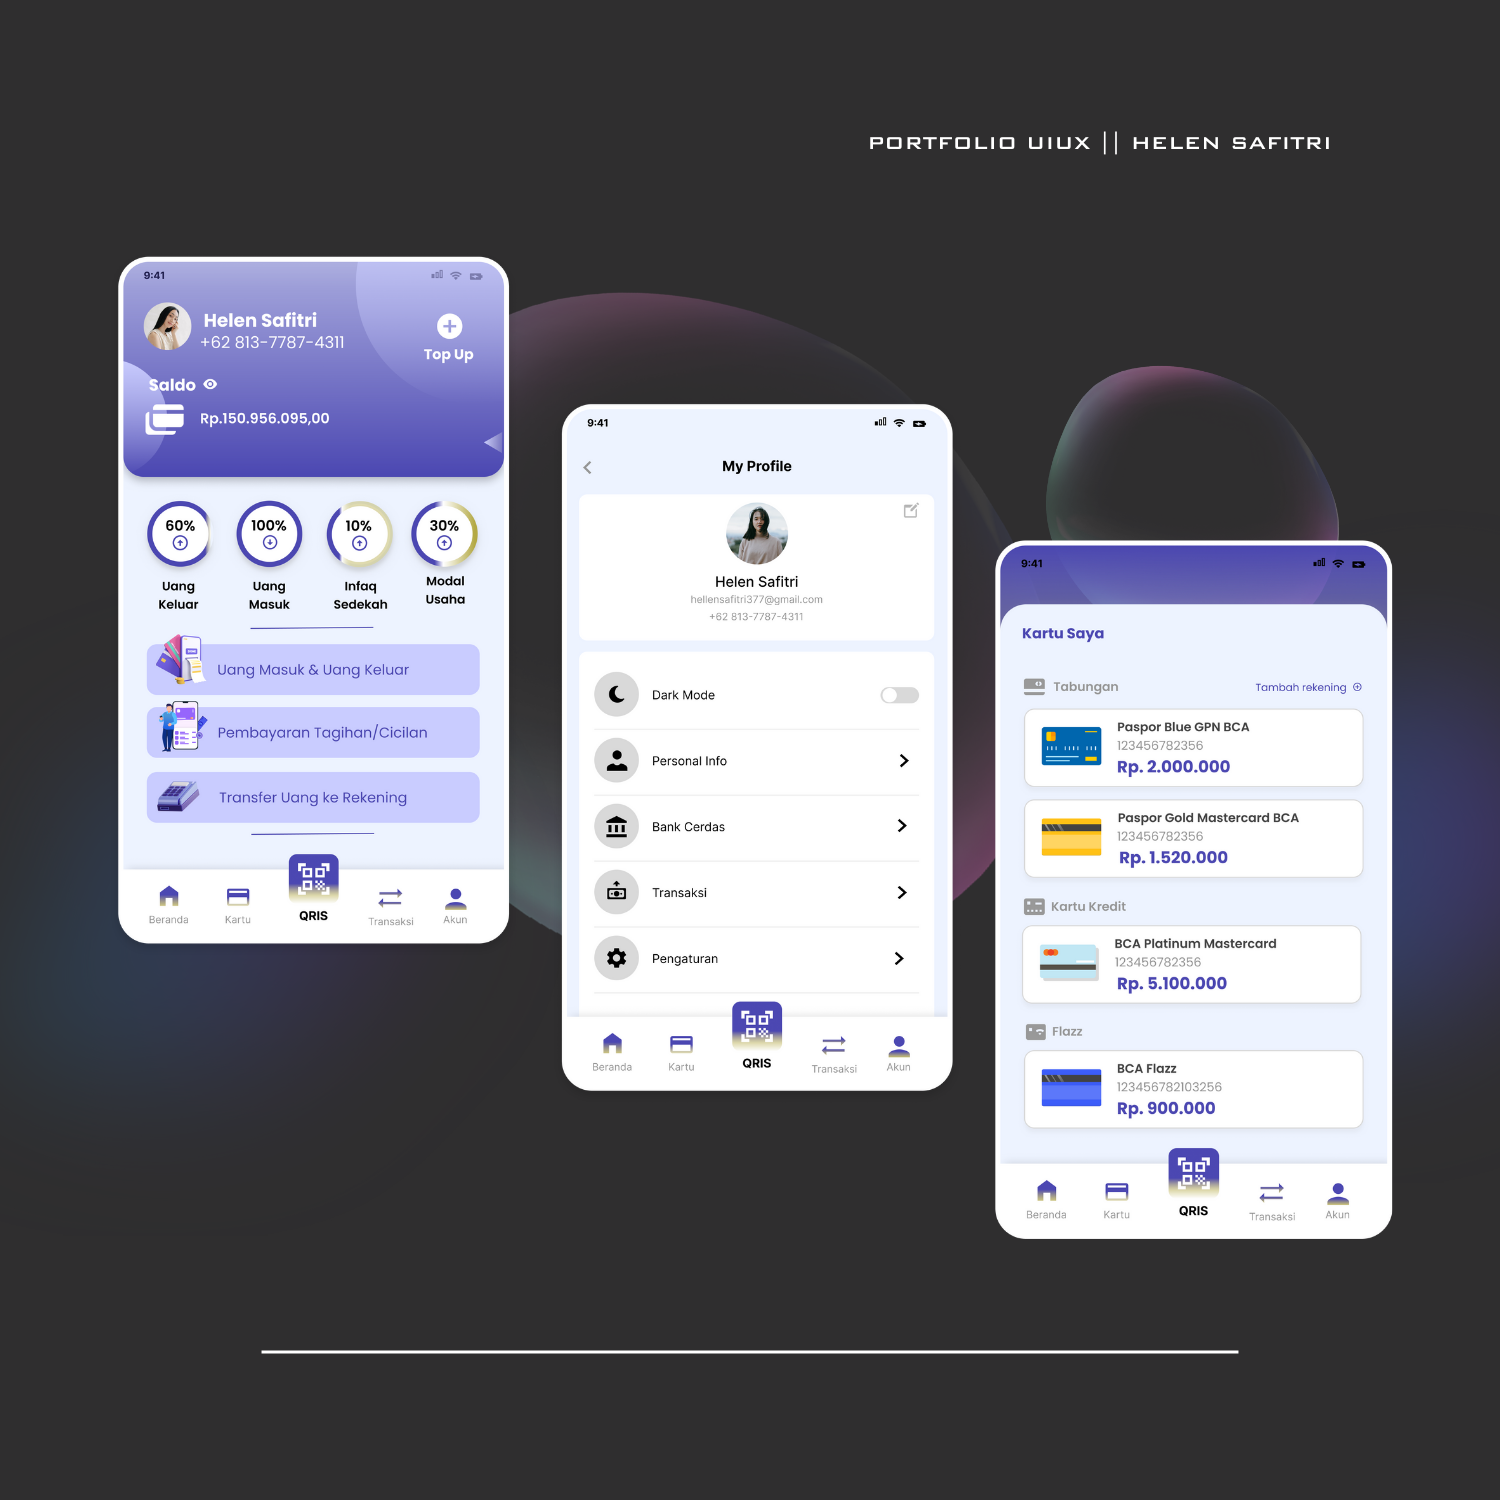 PORTFOLIO UIUX || HELEN SAFITRI
9:41
Helen Safitri
+62 813-7787-4311
Top Up
Saldo
Rp.150.956.095,00
60%
100%
10%
30%
Uang
Keluar
Uang
Masuk
Infaq
Sedekah
Modal
Usaha
Uang Masuk & Uang Keluar
Pembayaran Tagihan/Cicilan
Transfer Uang ke Rekening
Beranda
Kartu
QRIS
Transaksi
Akun
9:41
My Profile
Helen Safitri
hellensafitri377@gmail.com
+62 813-7787-4311
Dark Mode
Personal Info
Bank Cerdas
Transaksi
Pengaturan
Beranda
Kartu
QRIS
Transaksi
Akun
9:41
Kartu Saya
Tabungan
Tambah rekening
Paspor Blue GPN BCA
123456782356
Rp. 2.000.000
Paspor Gold Mastercard BCA
123456782356
Rp. 1.520.000
Kartu Kredit
BCA Platinum Mastercard
123456782356
Rp. 5.100.000
Flazz
BCA Flazz
123456782103256
Rp. 900.000
Beranda
Kartu
QRIS
Transaksi
Akun